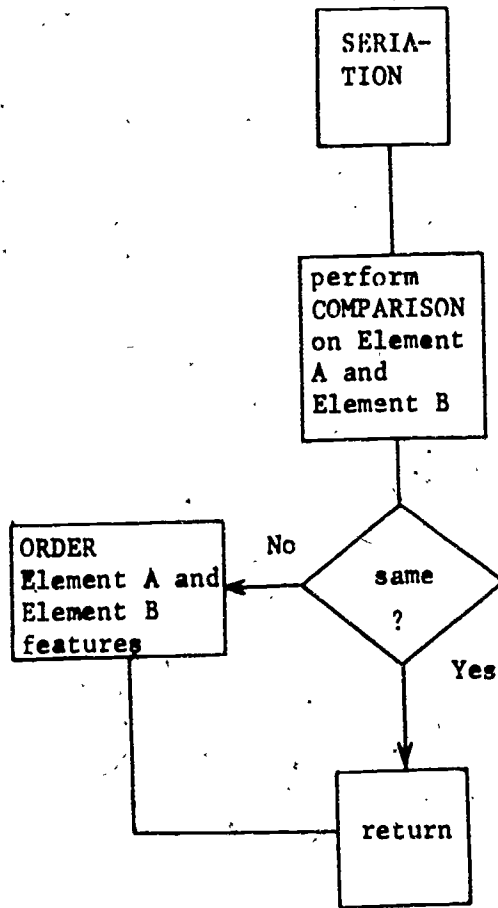 SERIA-
TION
perform
COMPARISON
on Element
A and
Element B
same
?
No
Yes
ORDER
Element A and
Element B
features
return